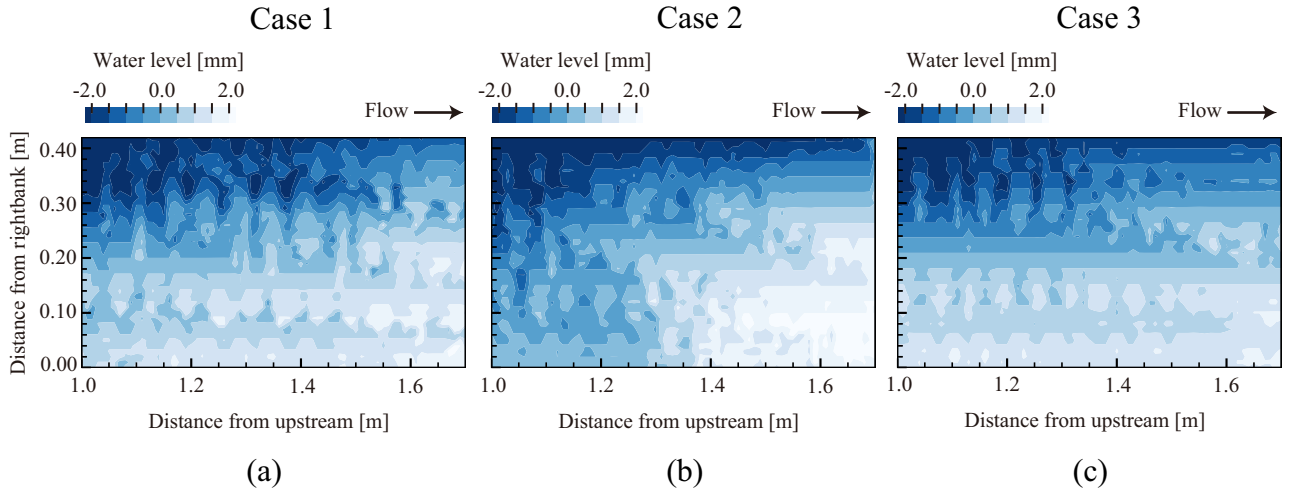 Case 1 Case 2 Case 3
Water level [mm] Water level [mm] Water level [mm]
-2.0 0.0 2.0 -2.0 0.0 2.0 -2.0 0.0 2.0
Flow Flow Flow
Distance from rightbank [m]
0.40
0.30
0.20
0.10
0.00
1.0 1.2 1.4 1.6 1.0 1.2 1.4 1.6 1.0 1.2 1.4 1.6
Distance from upstream [m] Distance from upstream [m] Distance from upstream [m]
(a) (b) (c)